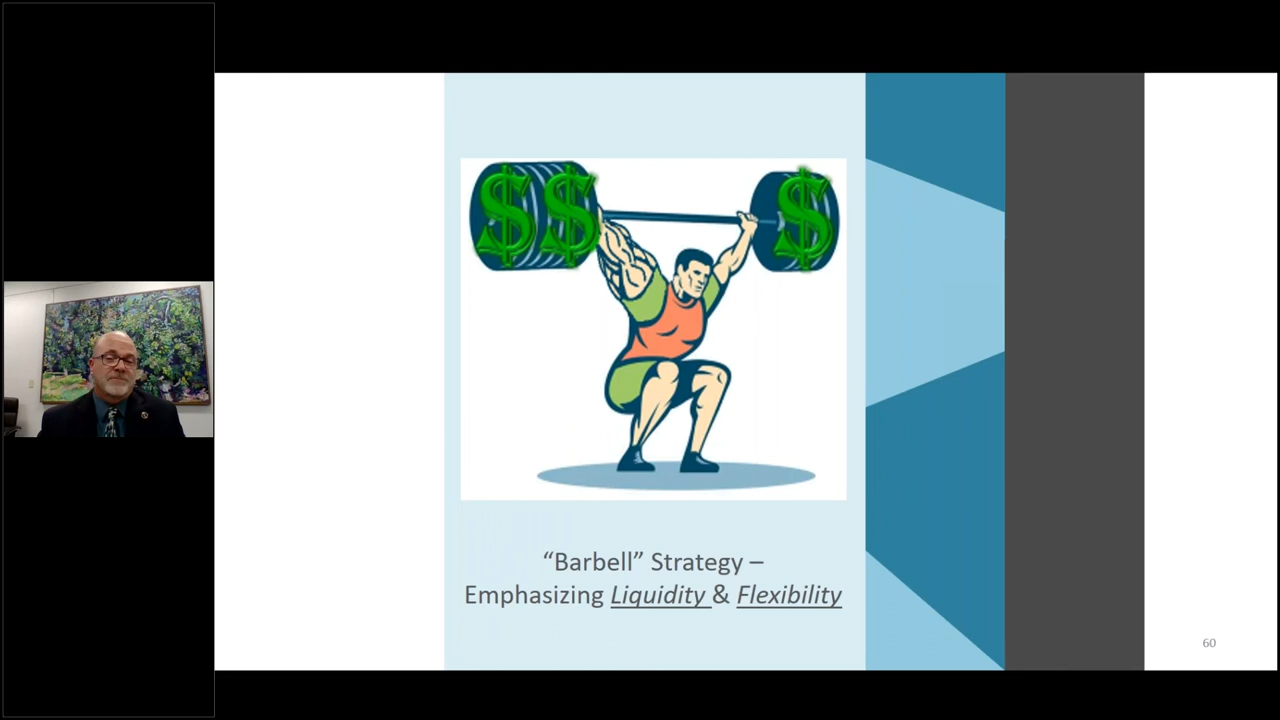 $$ $
“Barbell” Strategy –
Emphasizing Liquidity & Flexibility
60